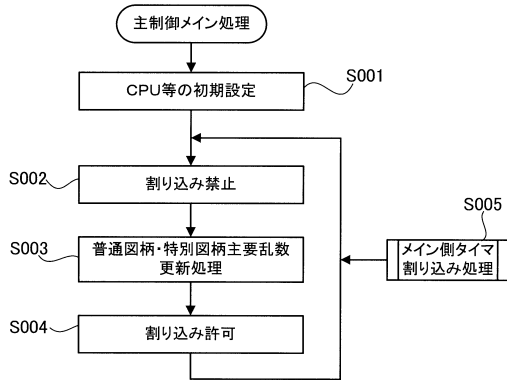 主制御メイン処理
S001
CPU等の初期設定
S002
割り込み禁止
S005
S003
普通図柄・特別図柄主要乱数
更新処理
メイン側タイマ
割り込み処理
S004
割り込み許可